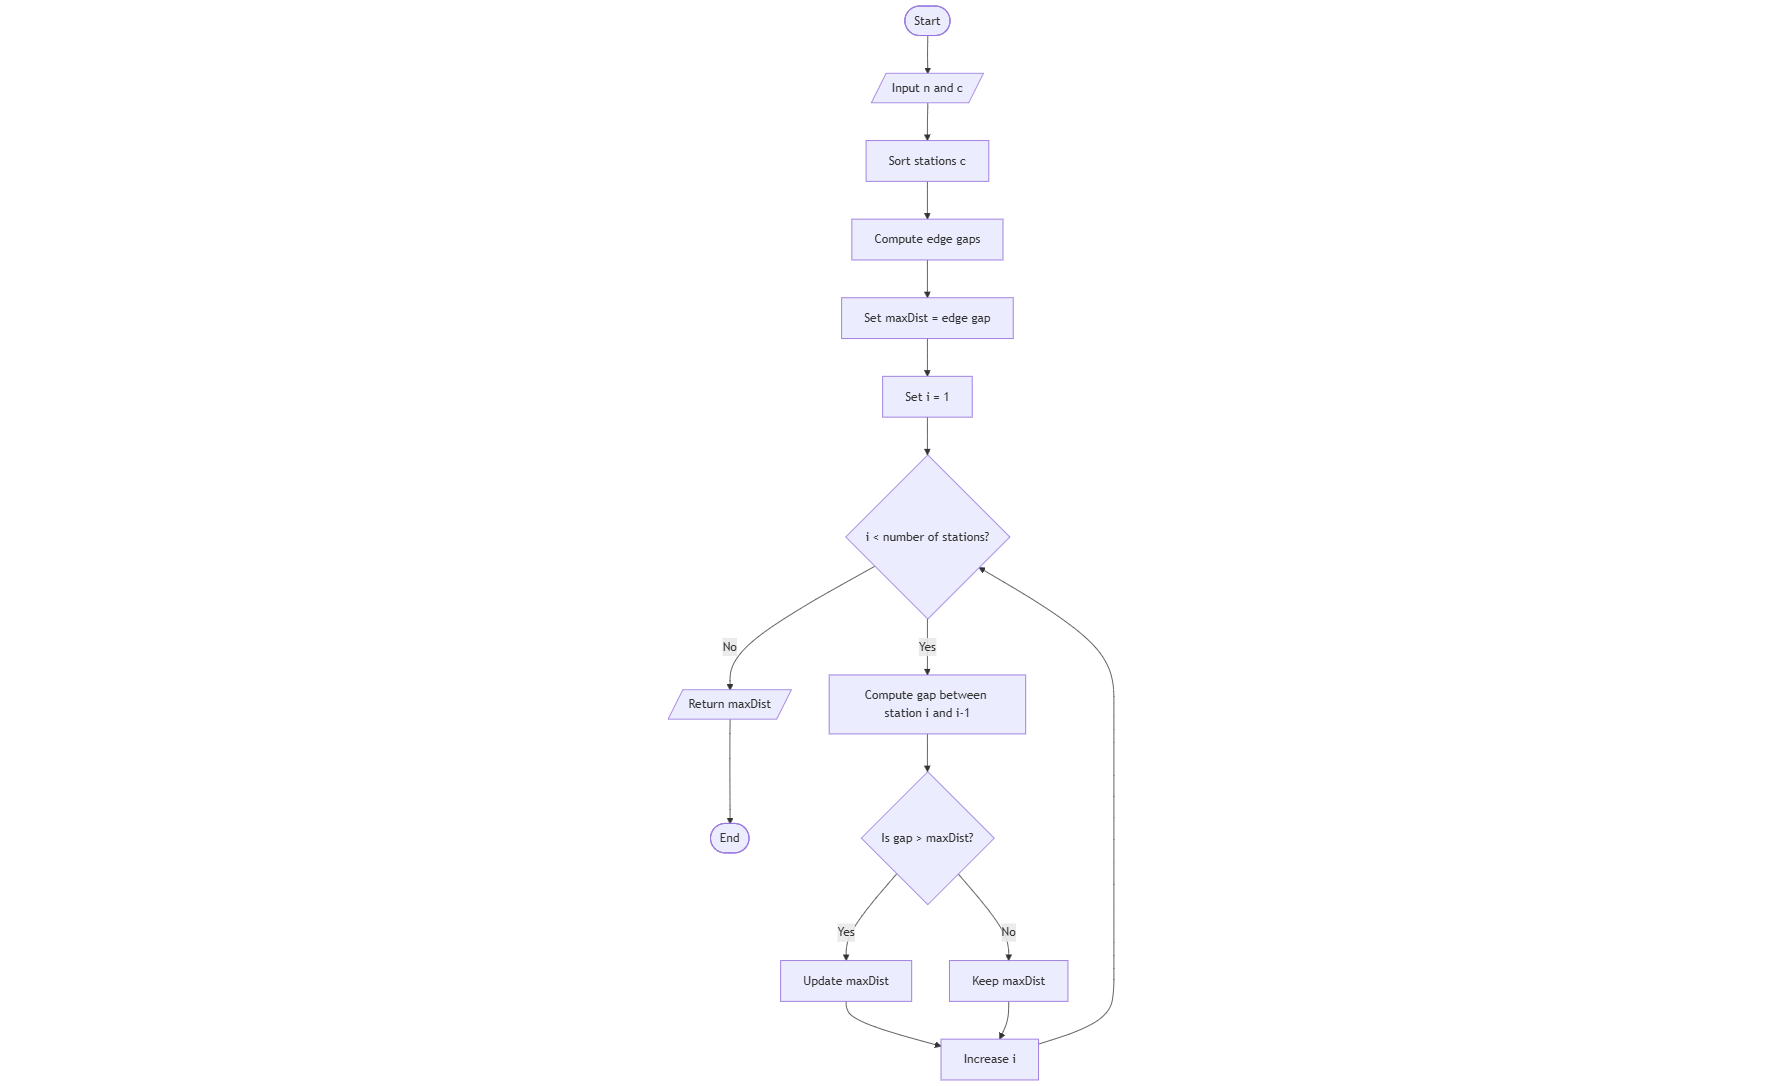 Start
Input n and c
Sort stations c
Compute edge gaps
Set maxDist = edge gap
Set i = 1
i < number of stations?
No
Yes
Return maxDist
Compute gap between
station i and i-1
End
Is gap > maxDist?
Yes
No
Update maxDist
Keep maxDist
Increase i